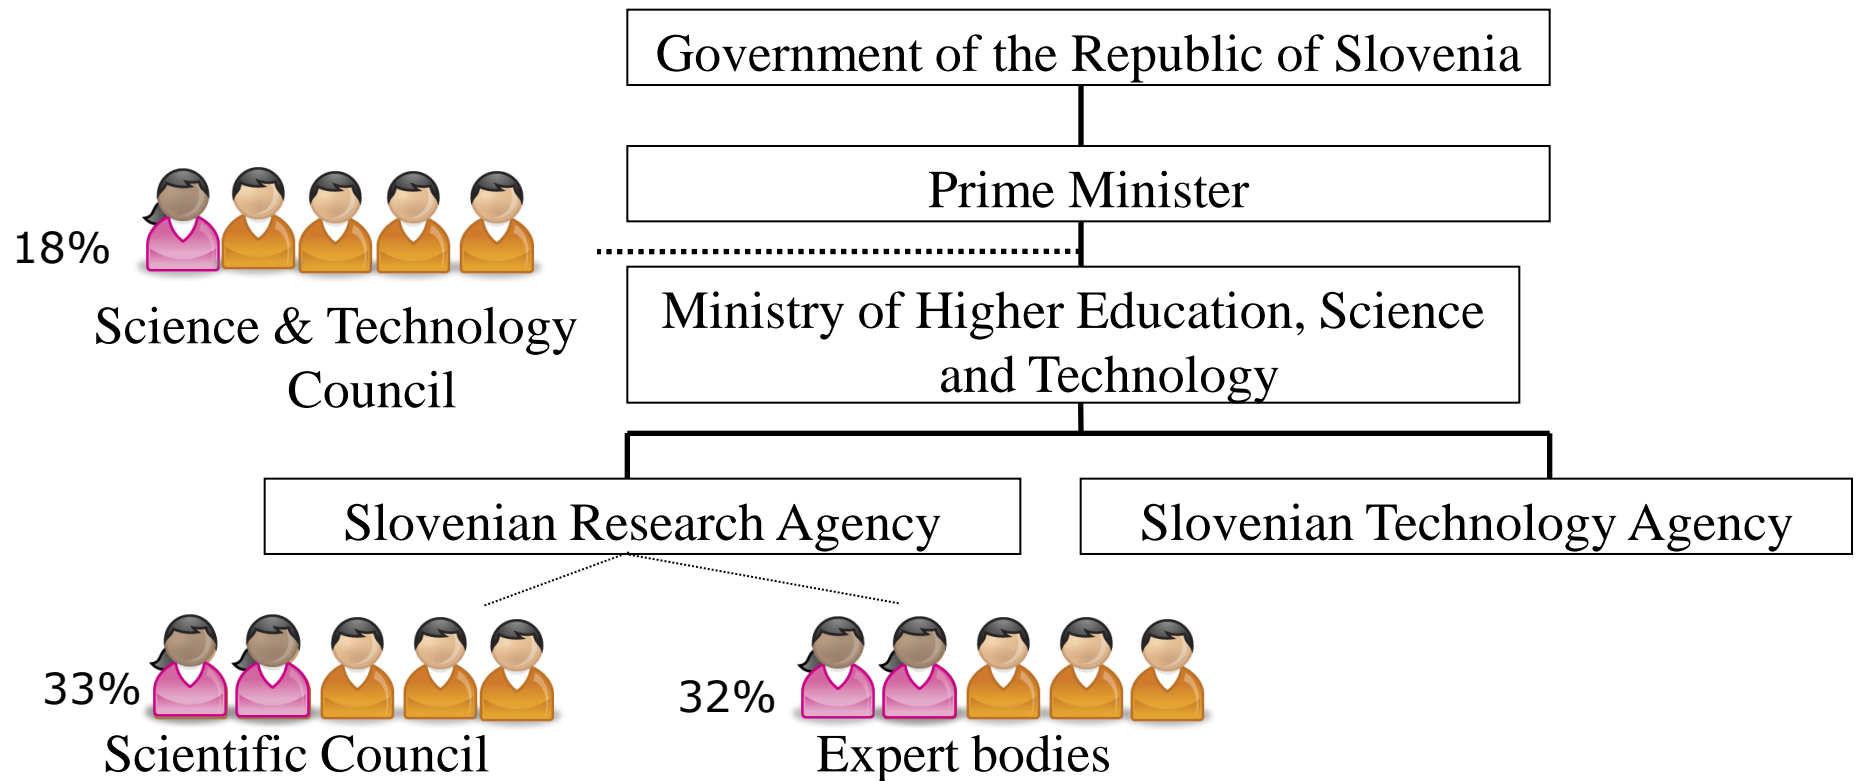 Government of the Republic of Slovenia
Prime Minister
18%
Science & Technology
Council
Ministry of Higher Education, Science
and Technology
Slovenian Research Agency
Slovenian Technology Agency
33%
Scientific Council
32%
Expert bodies